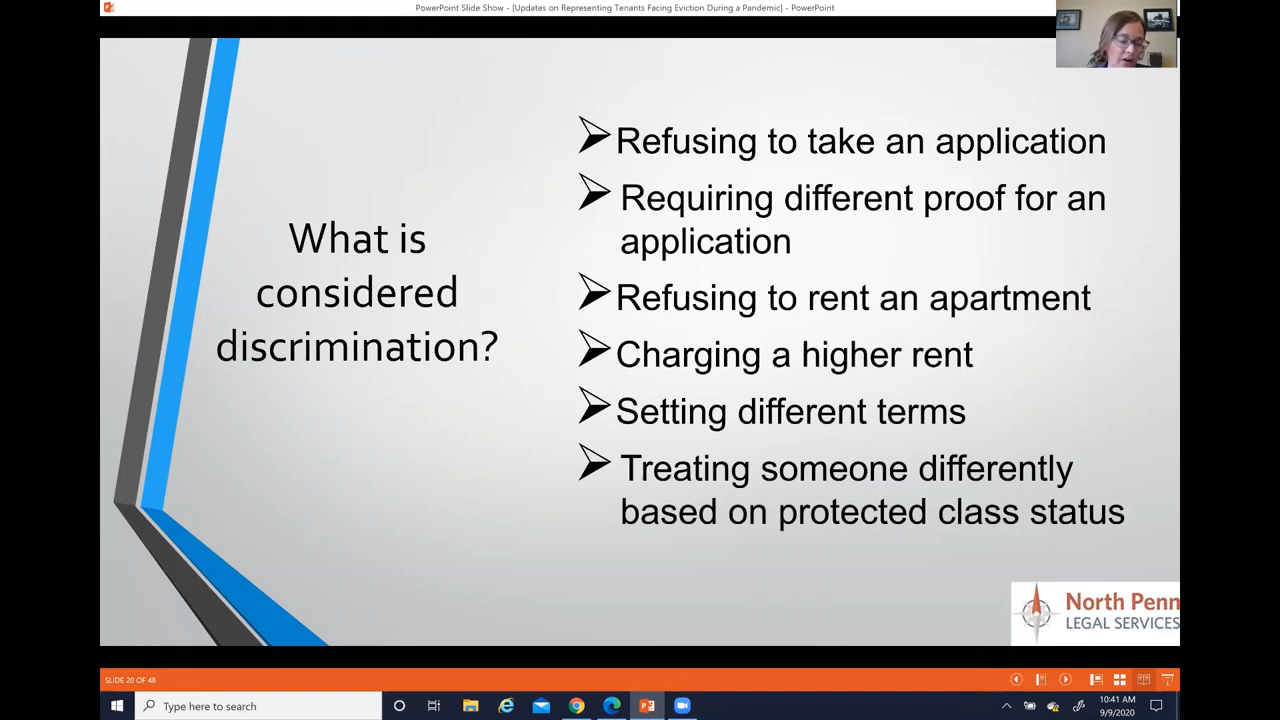 PowerPoint Slide Show - [Updates on Representing Tenants Facing Eviction During a Pandemic] - PowerPoint
What is
considered
discrimination?
Refusing to take an application
Requiring different proof for an
application
Refusing to rent an apartment
Charging a higher rent
Setting different terms
Treating someone differently
based on protected class status
North Penn
LEGAL SERVICES
SLIDE 20 OF 48
Type here to search
10:41 AM
9/9/2020